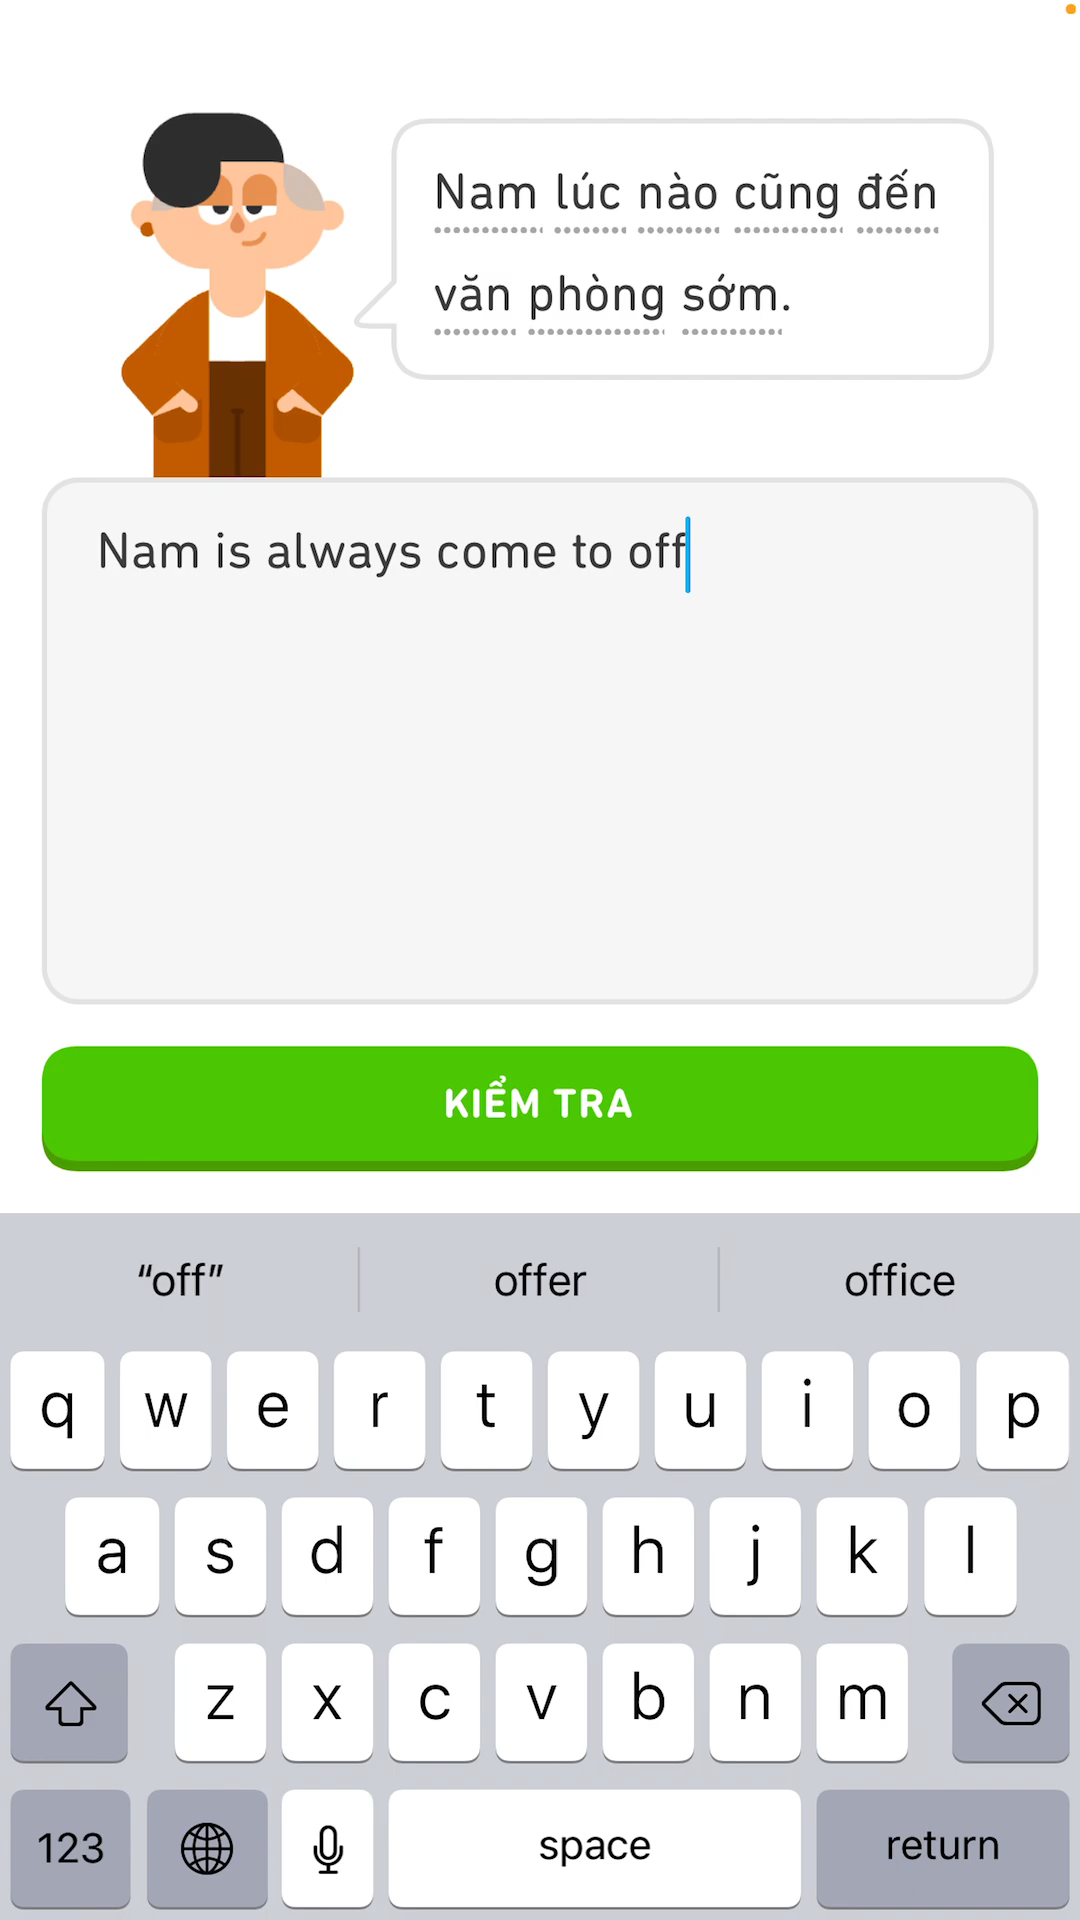 Nam lúc nào cũng đến
văn phòng sớm.
Nam is always come to off
KIỂM TRA
“off” offer office
q w e r t y u i o p
a s d f g h j k l
z x c v b n m
123 space return